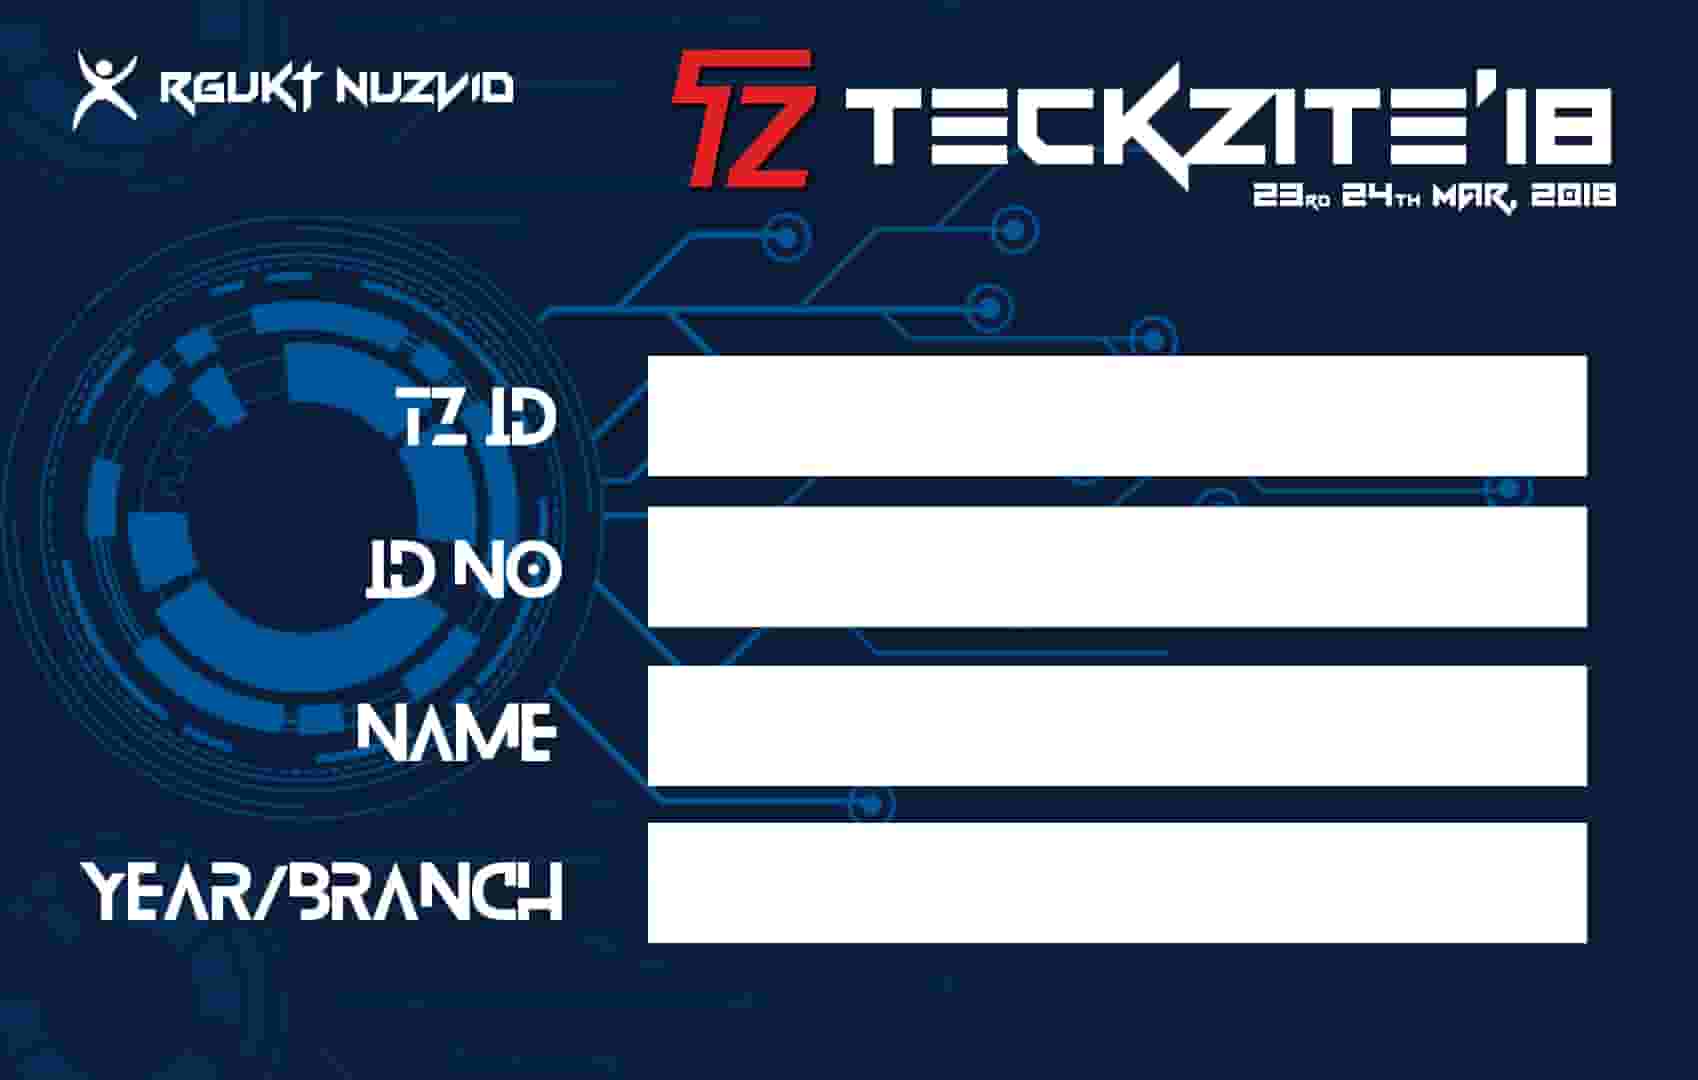 RGUKT NUZVID
TZ TECKZITE'18
23RD 24TH MAR, 2018
TZ ID
ID NO
NAME
YEAR/BRANCH